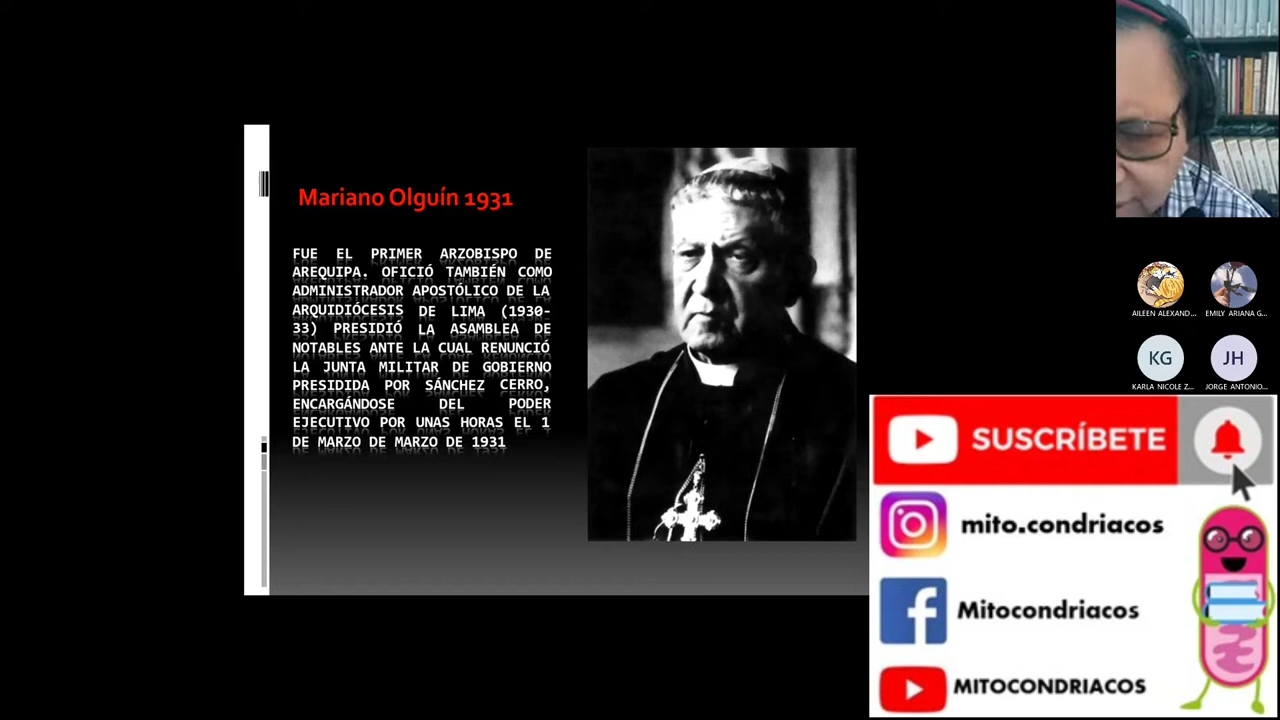 Mariano Olguín 1931
FUE EL PRIMER ARZOBISPO DE
AREQUIPA. OFICIÓ TAMBIÉN COMO
ADMINISTRADOR APOSTÓLICO DE LA
ARQUIDIÓCESIS DE LIMA (1930-
33) PRESIDIÓ LA ASAMBLEA DE
NOTABLES ANTE LA CUAL RENUNCIÓ
LA JUNTA MILITAR DE GOBIERNO
PRESIDIDA POR SÁNCHEZ CERRO,
ENCARGÁNDOSE DEL PODER
EJECUTIVO POR UNAS HORAS EL 1
DE MARZO DE MARZO DE 1931
AILEEN ALEXAND...
EMILY ARIANA G...
KG
JH
KARLA NICOLE Z...
JORGE ANTONIO...
SUSCRÍBETE
mito.condriacos
Mitocondriacos
MITOCONDRIACOS